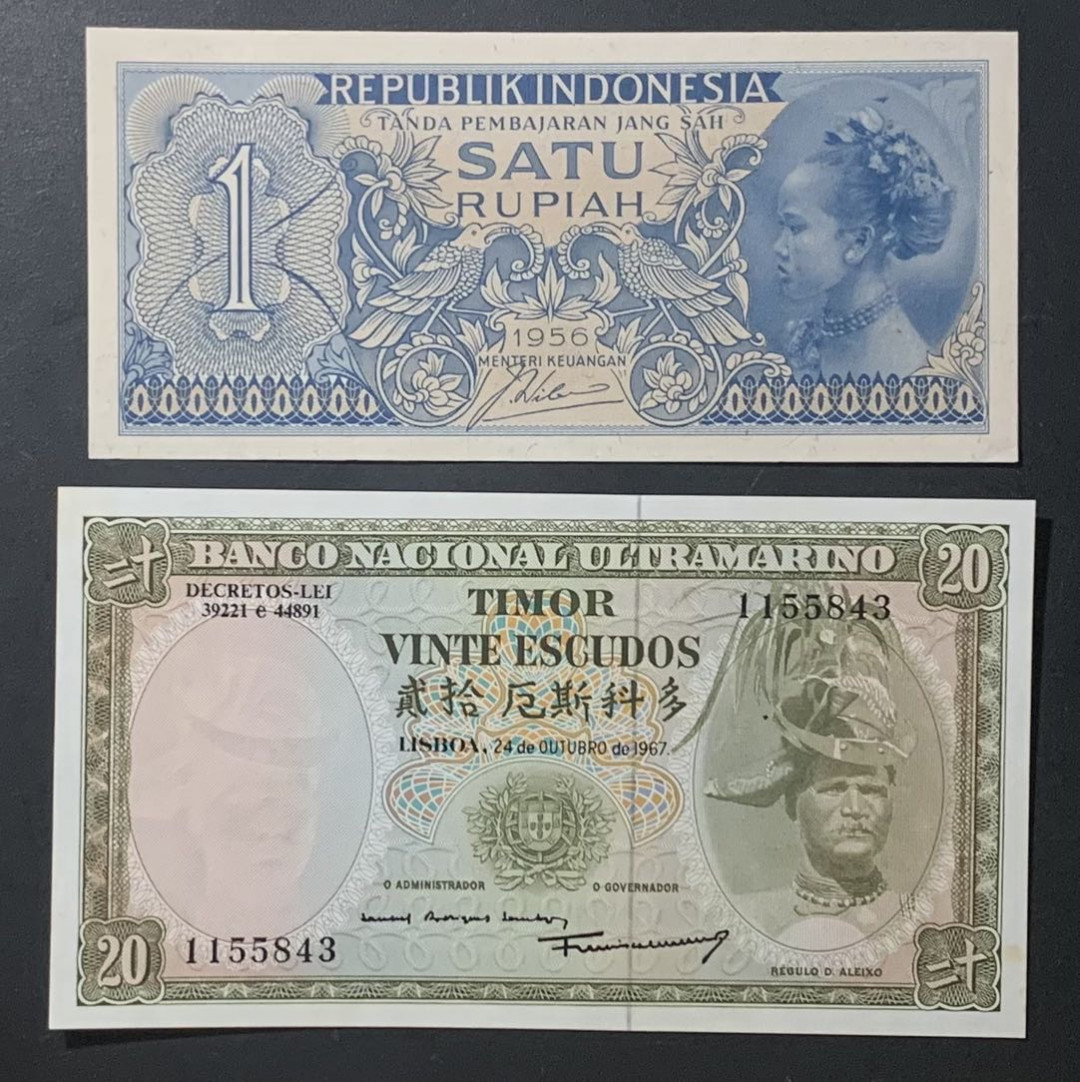 REPUBLIK INDONESIA
TANDA PEMBAJARAN JANG SAH
SATU
RUPIAH
1
1956
MENTERI KEUANGAN
二十
BANCO NACIONAL ULTRAMARINO
20
DECRETOS-LEI
39221 e 44891
TIMOR
1155843
VINTE ESCUDOS
貳拾 厄斯科多
LISBOA, 24 de OUTUBRO de 1967.
O ADMINISTRADOR
O GOVERNADOR
20
1155843
REGULO D. ALEIXO
二十